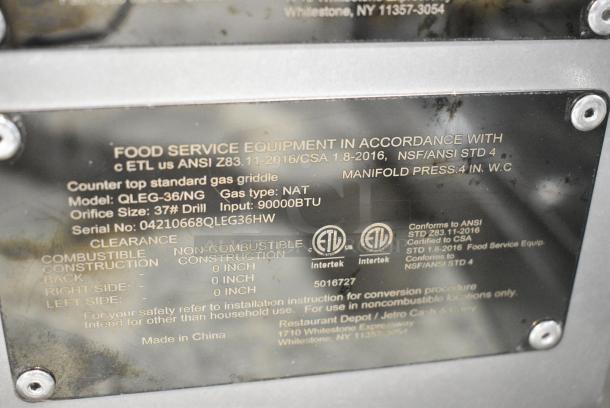 Whitestone, NY 11357-3054
FOOD SERVICE EQUIPMENT IN ACCORDANCE WITH
c ETL us ANSI Z83.11-2016/CSA 1.8-2016, NSF/ANSI STD 4
Counter top standard gas griddle
MANIFOLD PRESS.4 IN. W.C
Model: QLEG-36/NG Gas type: NAT
Orifice Size: 37# Drill Input: 90000BTU
Serial No: 04210668QLEG36HW
CLEARANCE
COMBUSTIBLE NON-COMBUSTIBLE
CONSTRUCTION CONSTRUCTION
BACK - 0 INCH
RIGHT SIDE: - 0 INCH
LEFT SIDE: - 0 INCH
ETL
Intertek
ETL
Intertek
5016727
Conforms to ANSI
STD Z83.11-2016
Certified to CSA
STD 1.8-2016 Food Service Equip.
Conforms to
NSF/ANSI STD 4
For your safety refer to installation instruction for conversion procedure
Intend for other than household use. For use in noncombustible locations only.
Made in China
Restaurant Depot / Jetro Cash & Carry
1710 Whitestone Expressway
Whitestone, NY 11357-3054